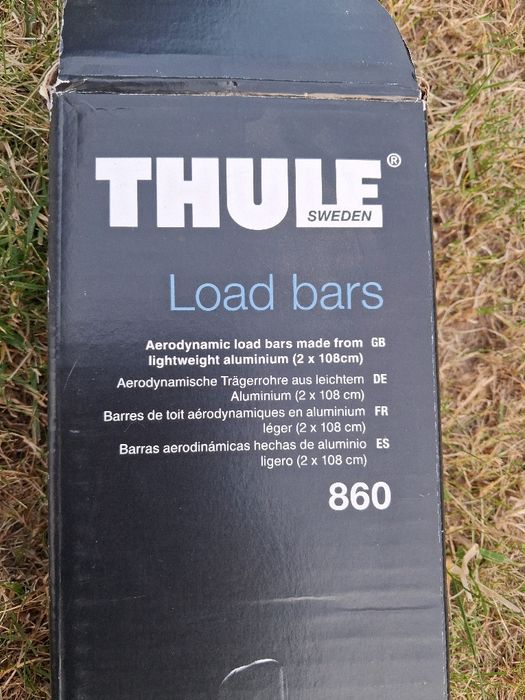 THULE®
SWEDEN
Load bars
Aerodynamic load bars made from GB
lightweight aluminium (2 x 108cm)
Aerodynamische Trägerrohre aus leichtem DE
Aluminium (2 x 108 cm)
Barres de toit aérodynamiques en aluminium FR
léger (2 x 108 cm)
Barras aerodinámicas hechas de aluminio ES
ligero (2 x 108 cm)
860